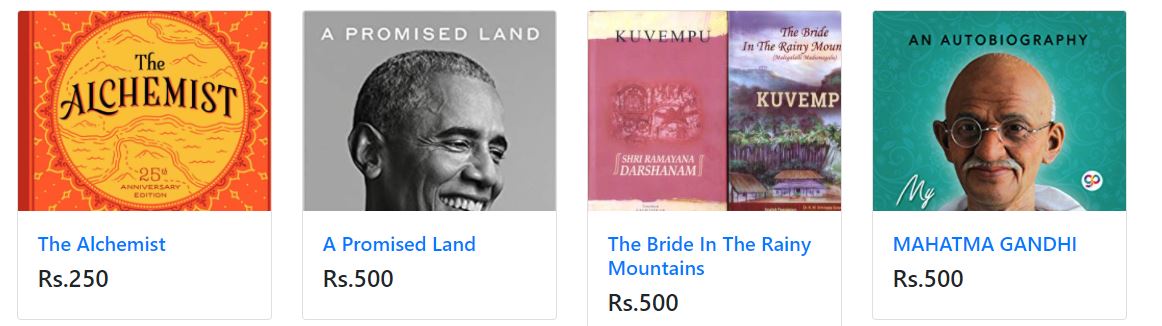 The
ALCHEMIST
25th
ANNIVERSARY
EDITION
The Alchemist
Rs.250
A PROMISED LAND
A Promised Land
Rs.500
KUVEMPU
SHRI RAMAYANA
DARSHANAM
The Bride
In The Rainy Moun
(Malegalalli Madumagalu)
KUVEMP
The Bride In The Rainy
Mountains
Rs.500
AN AUTOBIOGRAPHY
My
MAHATMA GANDHI
Rs.500